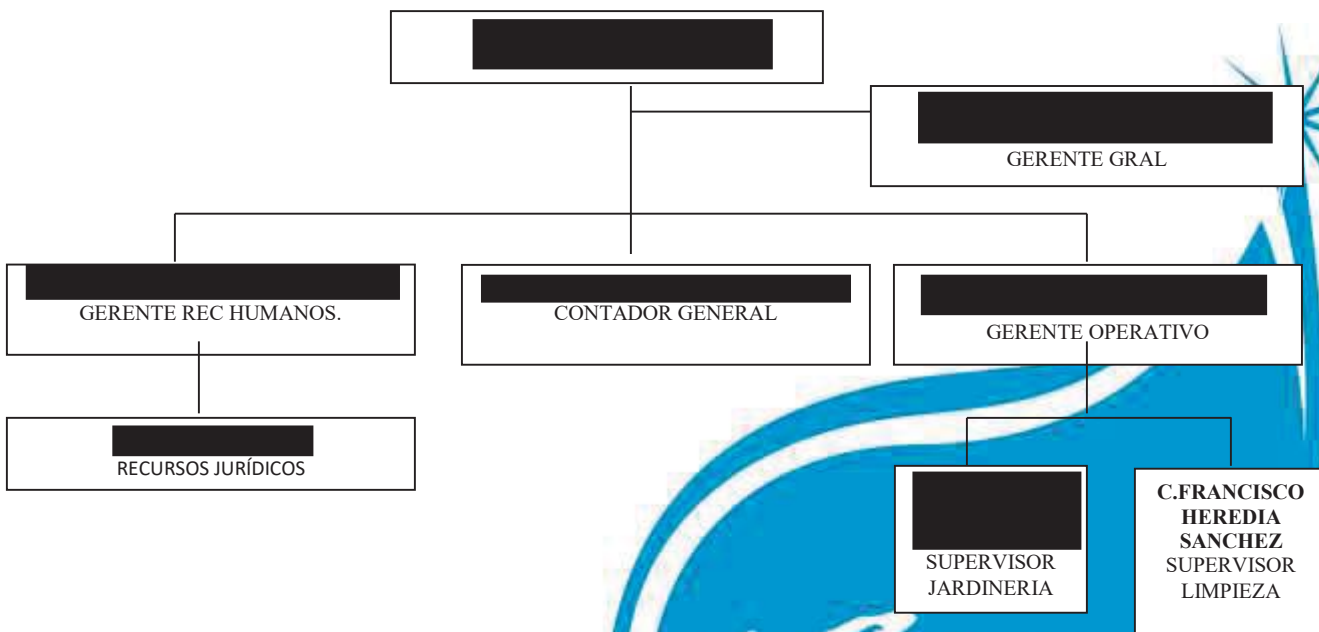 GERENTE GRAL
GERENTE REC HUMANOS.
CONTADOR GENERAL
GERENTE OPERATIVO
RECURSOS JURÍDICOS
SUPERVISOR
JARDINERIA
C.FRANCISCO
HEREDIA
SANCHEZ
SUPERVISOR
LIMPIEZA